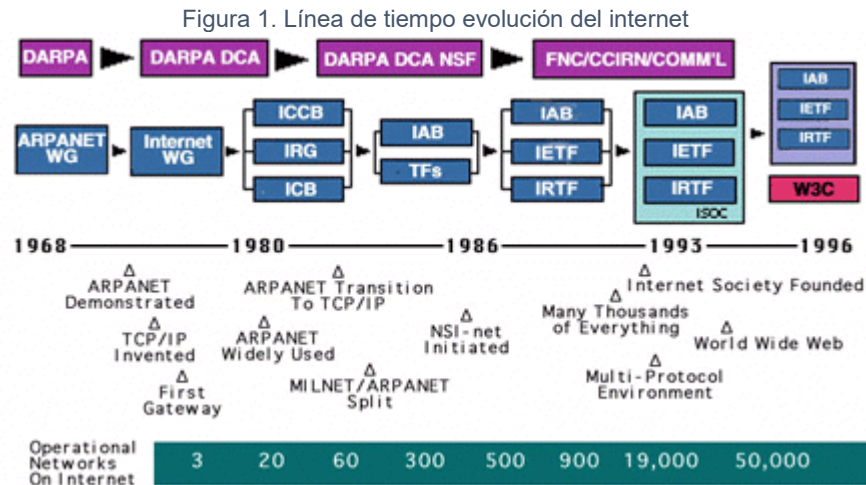 Figura 1. Línea de tiempo evolución del internet
DARPA
DARPA DCA
DARPA DCA NSF
FNC/CCIRN/COMM'L
ARPANET
WG
Internet
WG
ICCB
IRG
ICB
IAB
TFs
IAB
IETF
IRTF
IAB
IETF
IRTF
ISOC
IAB
IETF
IRTF
W3C
1968
1980
1986
1993
1996
ARPANET
Demonstrated
TCP/IP
Invented
First
Gateway
ARPANET Transition
To TCP/IP
ARPANET
Widely Used
MILNET/ARPANET
Split
NSI-net
Initiated
Internet Society Founded
Many Thousands
of Everything
World Wide Web
Multi-Protocol
Environment
Operational
Networks
On Internet
3 20 60 300 500 900 19,000 50,000